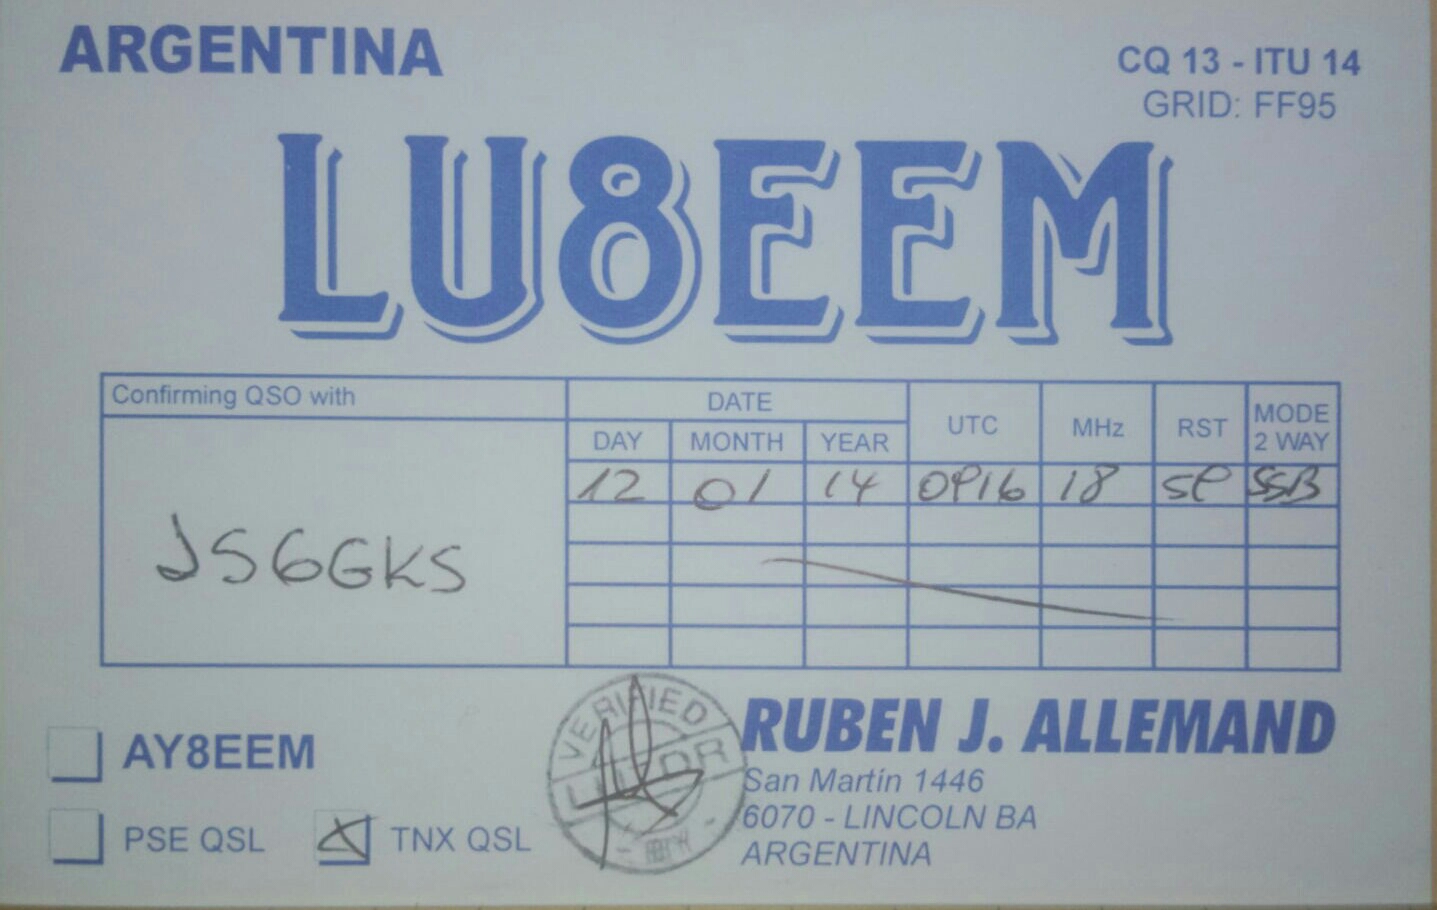 ARGENTINA
CQ 13 - ITU 14
GRID: FF95
LU8EEM
Confirming QSO with
DATE
UTC
MHz
RST
MODE
2 WAY
DAY MONTH YEAR
12 01 14 0916 18 59 SSB
JS6GKS
AY8EEM
PSE QSL
TNX QSL
VERIFIED
RUBEN J. ALLEMAND
San Martín 1446
6070 - LINCOLN BA
ARGENTINA